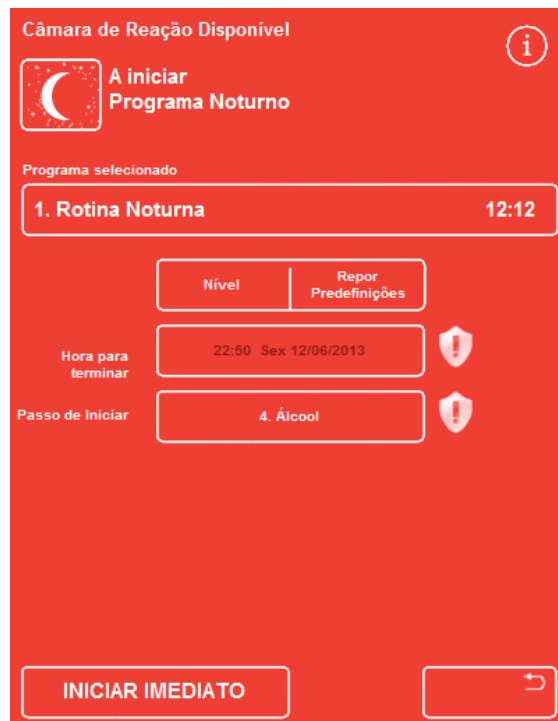 Câmara de Reação Disponível
i
A iniciar
Programa Noturno
Programa selecionado
1. Rotina Noturna 12:12
Nível
Repor
Predefinições
Hora para
terminar
22:50 Sex 12/06/2013
Passo de Iniciar
4. Álcool
INICIAR IMEDIATO